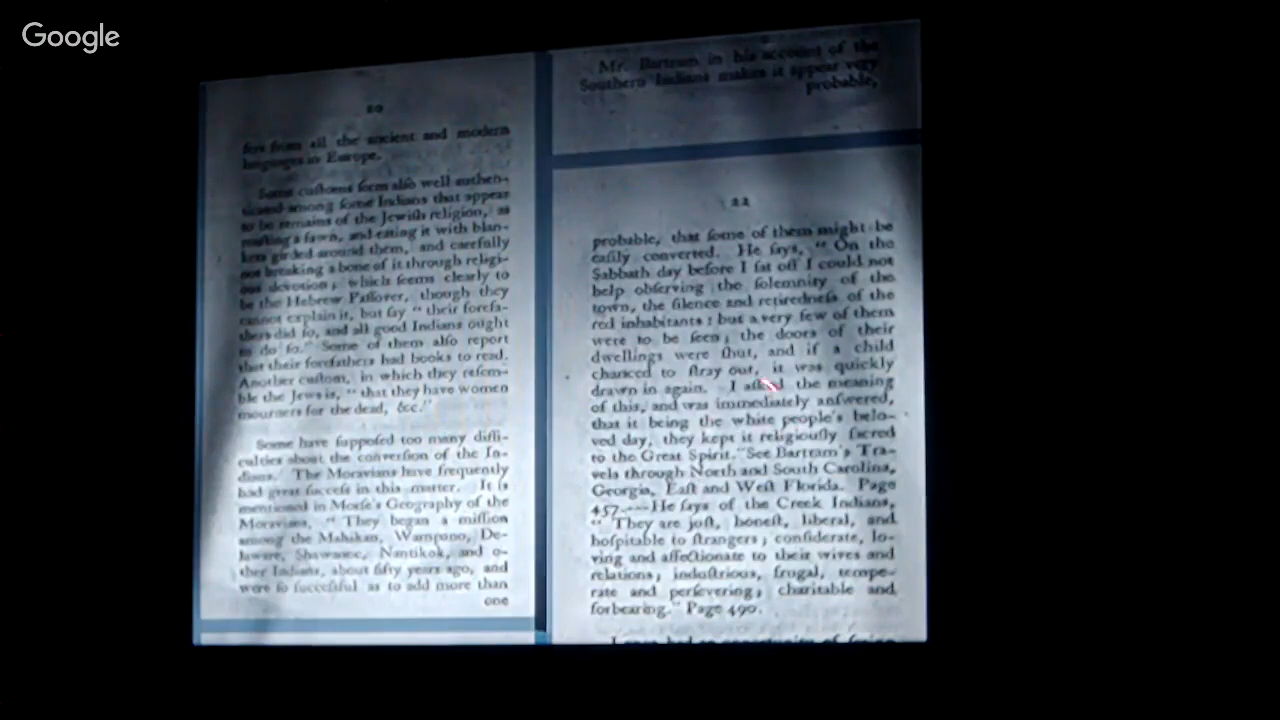 Google
20
fers from all the ancient and modern
languages in Europe.
Some cuſtoms ſeem alſo well authen-
ticated among ſome Indians that appear
to be remains of the Jewiſh religion, as
roaſting a fawn, and eating it with blan-
kets girded around them, and carefully
not breaking a bone of it through religi-
ous devotion; which ſeems clearly to
be the Hebrew Paſſover, though they
cannot explain it, but ſay "their forefa-
thers did ſo, and all good Indians ought
to do ſo." Some of them alſo report
that their forefathers had books to read.
Another cuſtom, in which they reſem-
ble the Jews is, "that they have women
mourners for the dead, &c."
Some have ſuppoſed too many diffi-
culties about the converſion of the In-
dians. The Moravians have frequently
had great ſucceſs in this matter. It is
mentioned in Morſe's Geography of the
Moravians, "They began a miſſion
among the Mahikan, Wampano, De-
laware, Shawanoe, Nantikok, and o-
ther Indians, about fifty years ago, and
were ſo ſucceſsful as to add more than
one
Mr. Bartram in his account of the
Southern Indians makes it appear very
probable,
22
probable, that ſome of them might be
eaſily converted. He ſays, "On the
Sabbath day before I ſat off I could not
help obſerving the ſolemnity of the
town, the ſilence and retiredneſs of the
red inhabitants: but a very few of them
were to be ſeen; the doors of their
dwellings were ſhut, and if a child
chanced to ſtray out, it was quickly
drawn in again. I aſked the meaning
of this, and was immediately anſwered,
that it being the white people's belo-
ved day, they kept it religiouſly ſacred
to the Great Spirit." See Bartram's Tra-
vels through North and South Carolina,
Georgia, Eaſt and Weſt Florida. Page
457.---He ſays of the Creek Indians,
"They are juſt, honeſt, liberal, and
hoſpitable to ſtrangers; conſiderate, lo-
ving and affectionate to their wives and
relations; induſtrious, frugal, tempe-
rate and perſevering; charitable and
forbearing." Page 490.